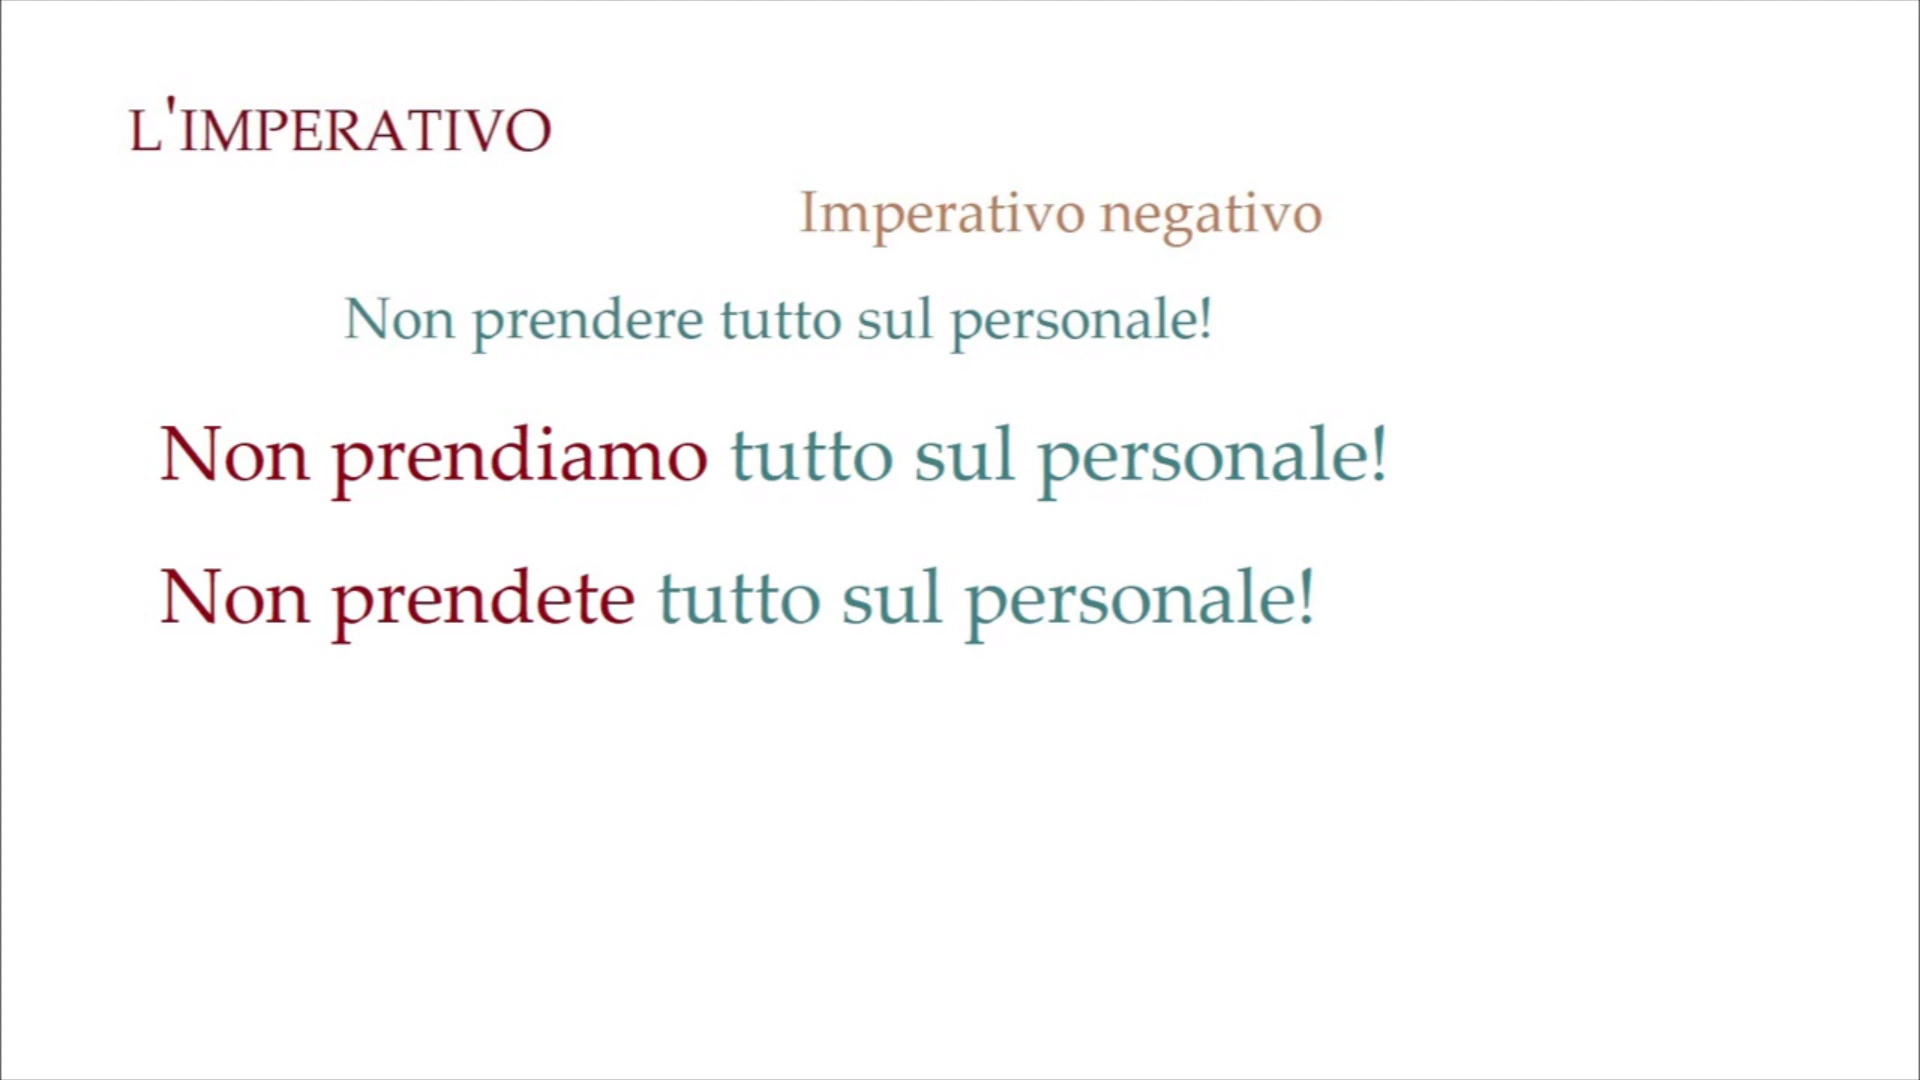 L'IMPERATIVO
Imperativo negativo
Non prendere tutto sul personale!
Non prendiamo tutto sul personale!
Non prendete tutto sul personale!